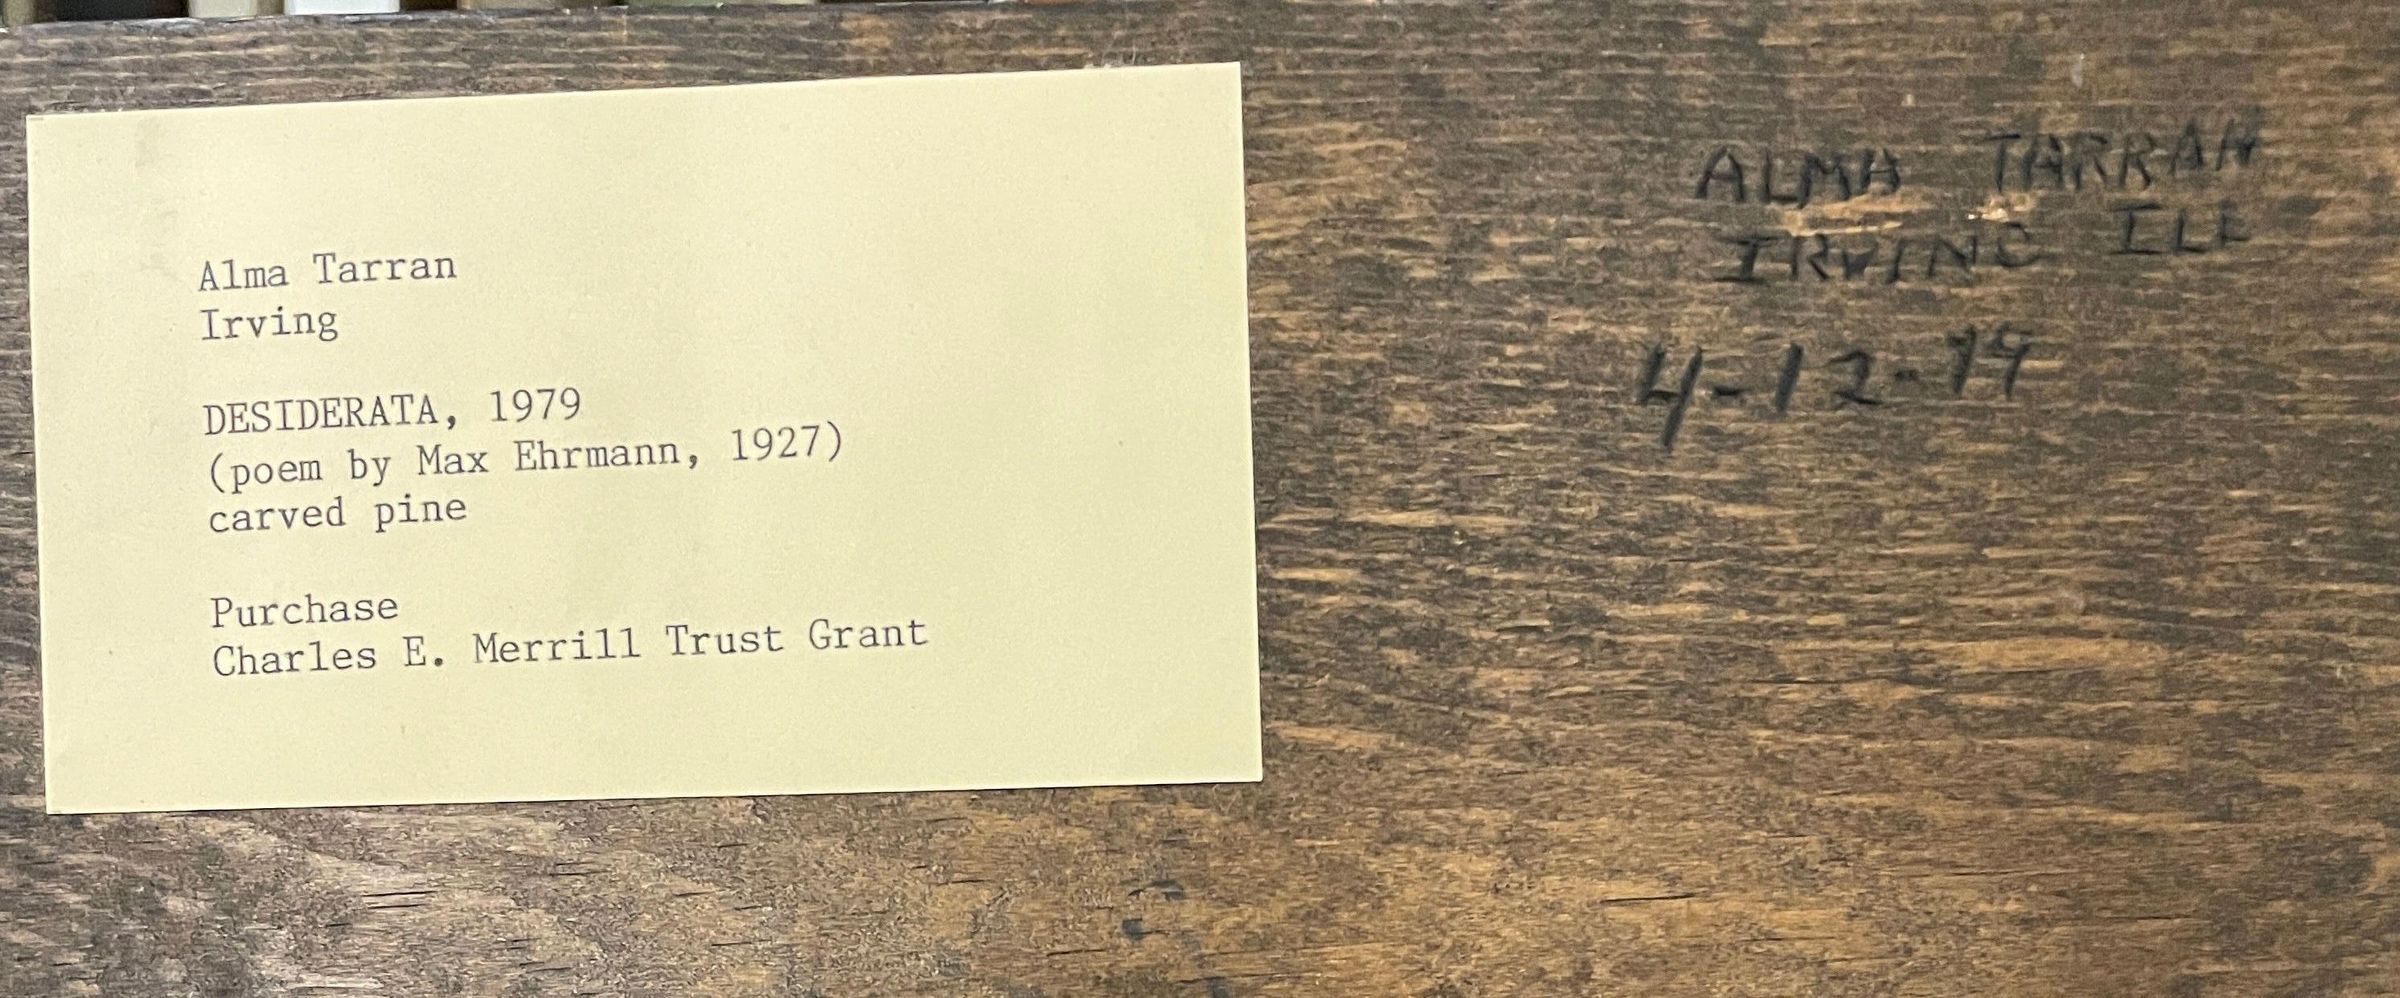 Alma Tarran
Irving
DESIDERATA, 1979
(poem by Max Ehrmann, 1927)
carved pine
Purchase
Charles E. Merrill Trust Grant
ALMA TARRAN
IRVING ILL
4-12-79